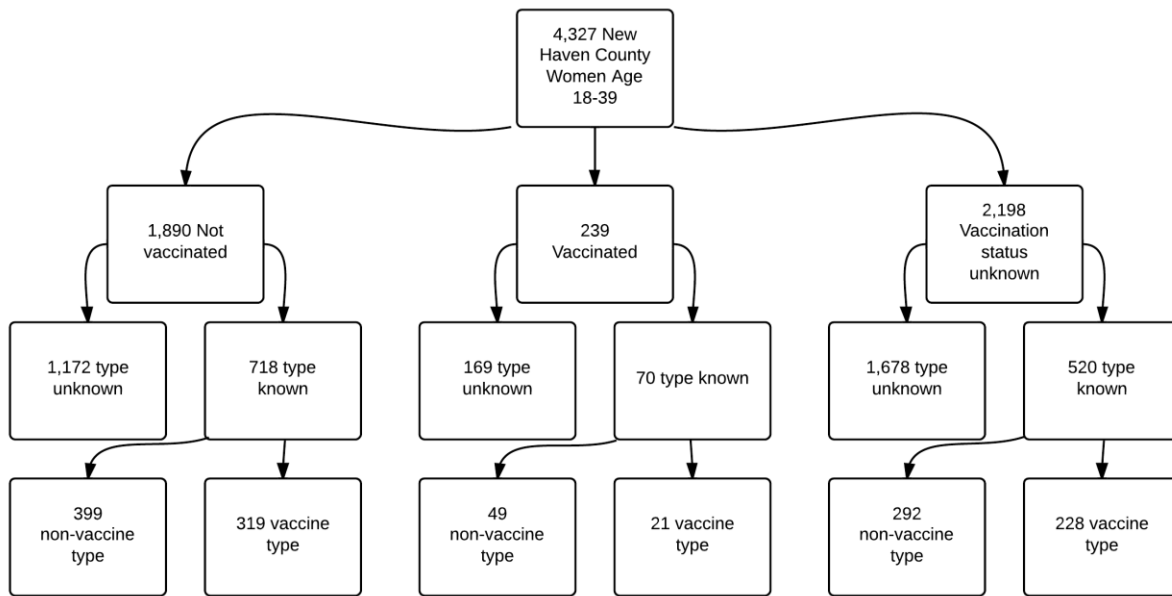 4,327 New
Haven County
Women Age
18-39
1,890 Not
vaccinated
239
Vaccinated
2,198
Vaccination
status
unknown
1,172 type
unknown
718 type
known
169 type
unknown
70 type known
1,678 type
unknown
520 type
known
399
non-vaccine
type
319 vaccine
type
49
non-vaccine
type
21 vaccine
type
292
non-vaccine
type
228 vaccine
type